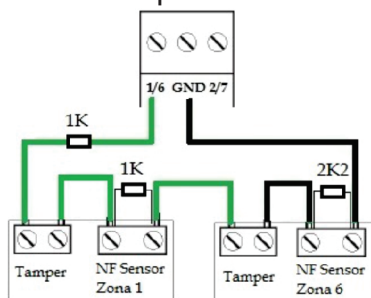 1/6 GND 2/7
1K
1K
2K2
Tamper
NF Sensor
Zona 1
Tamper
NF Sensor
Zona 6